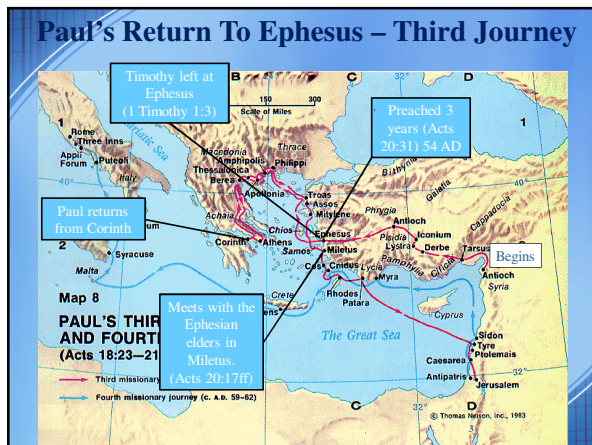 Paul's Return To Ephesus – Third Journey
Timothy left at
Ephesus
(1 Timothy 1:3)
B
C
32°
D
150
300
Scale of Miles
Preached 3
years (Acts
20:31) 54 AD
1
1
Rome
Three Inns
Appii
Forum
Puteoli
Italy
Adriatic Sea
40°
Macedonia
Thrace
Amphipolis
Philippi
Thessalonica
Berea
Apollonia
Troas
Assos
Mitylene
Bithynia
Galatia
40°
Cappadocia
Phrygia
Paul returns
from Corinth
Achaia
Chios
Ephesus
Antioch
Pisidia
Iconium
Lystra
Derbe
Tarsus
Begins
2
Syracuse
Corinth
Athens
Samos
Miletus
Pamphylia
Cilicia
Antioch
Syria
Malta
Cos
Cnidus
Lycia
Myra
Rhodes
Patara
Crete
Cyprus
Map 8
PAUL'S THIR
AND FOURT
(Acts 18:23–21
Meets with the
Ephesian
elders in
Miletus.
(Acts 20:17ff)
The Great Sea
Sidon
Tyre
Ptolemais
Caesarea
Antipatris
Jerusalem
Third missionary
Fourth missionary journey (c. A.D. 59–62)
C
32°
D
32°
© Thomas Nelson, Inc., 1983
3